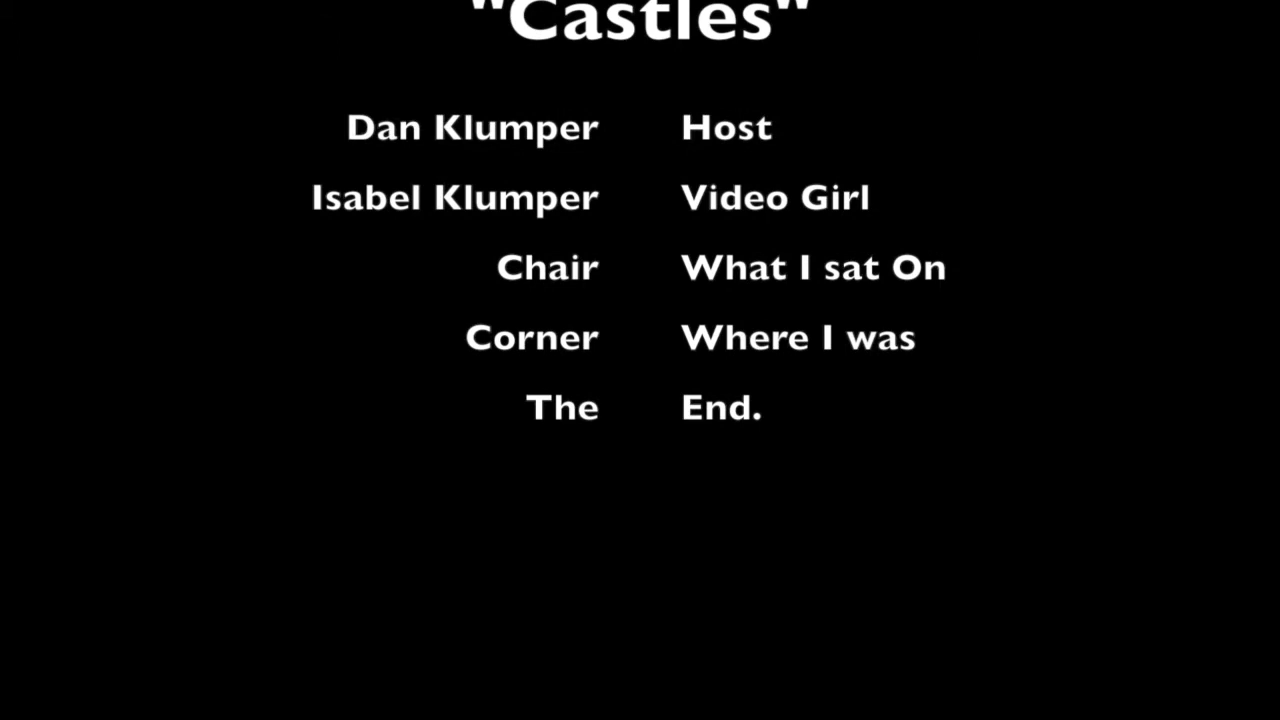 "Castles"
Dan Klumper Host
Isabel Klumper Video Girl
Chair What I sat On
Corner Where I was
The End.